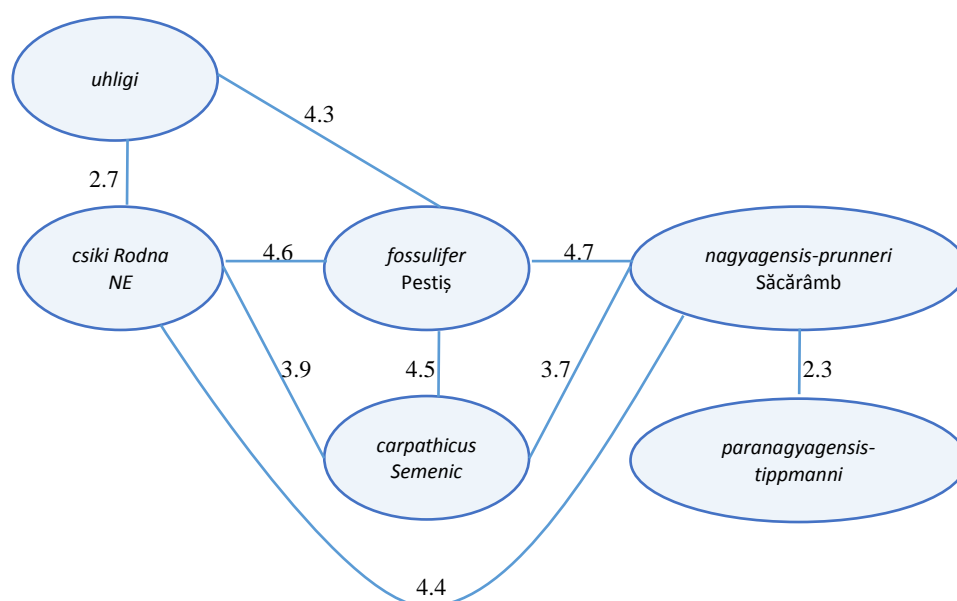 uhligi
4.3
2.7
csiki Rodna
NE
4.6
fossulifer
Pestiș
4.7
nagyagensis-prunneri
Săcărâmb
3.9
4.5
3.7
2.3
carpathicus
Semenic
paranagyagensis-
tippmanni
4.4